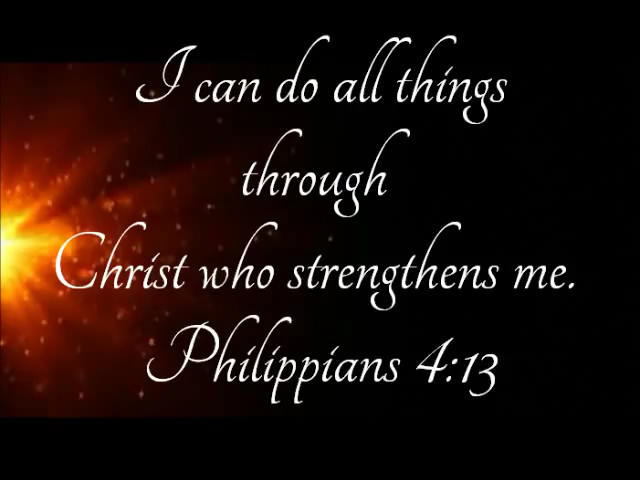 I can do all things
through
Christ who strengthens me.
Philippians 4:13